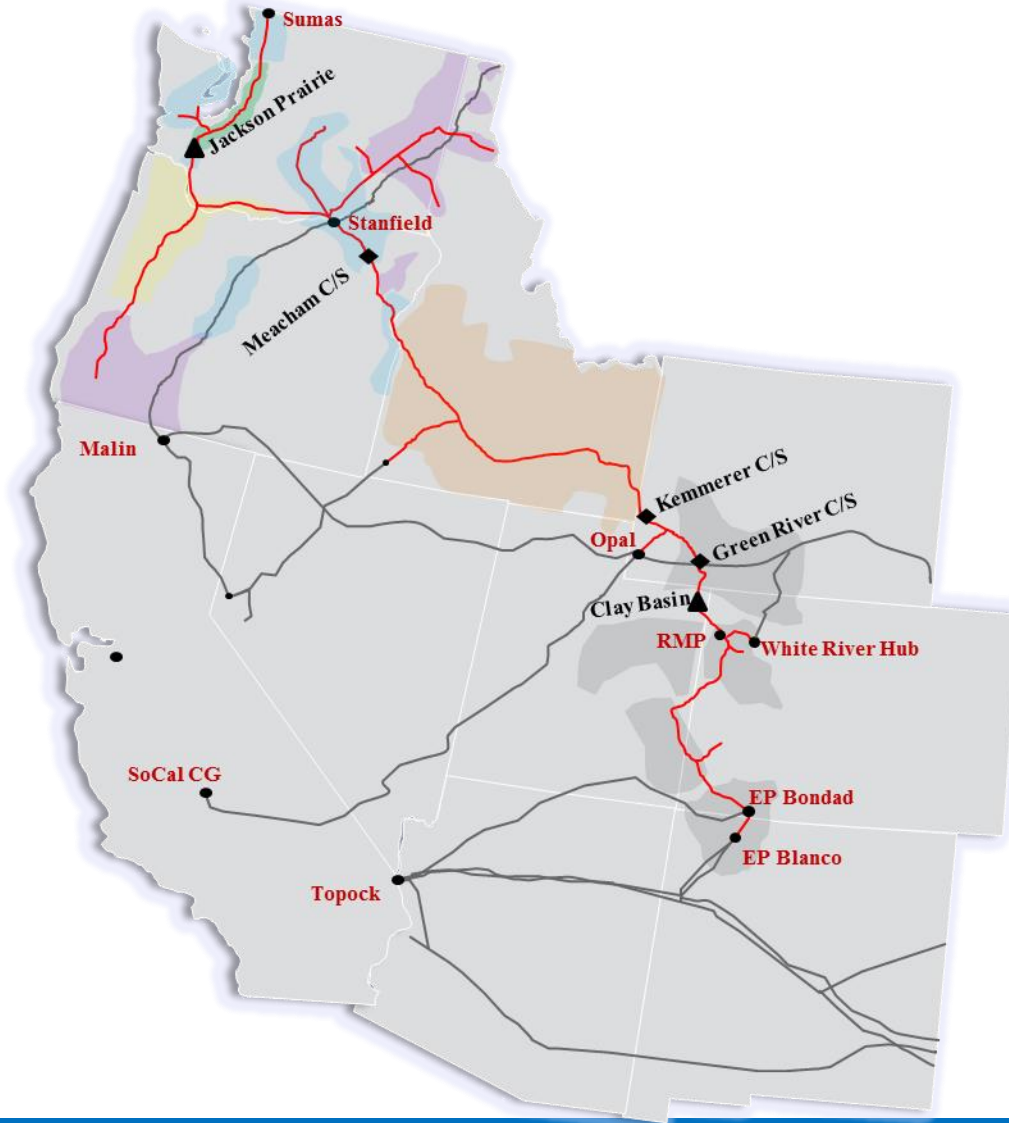 Sumas
Jackson Prairie
Stanfield
Meacham C/S
Malin
Kemmerer C/S
Opal
Green River C/S
Clay Basin
RMP
White River Hub
SoCal CG
EP Bondad
EP Blanco
Topock